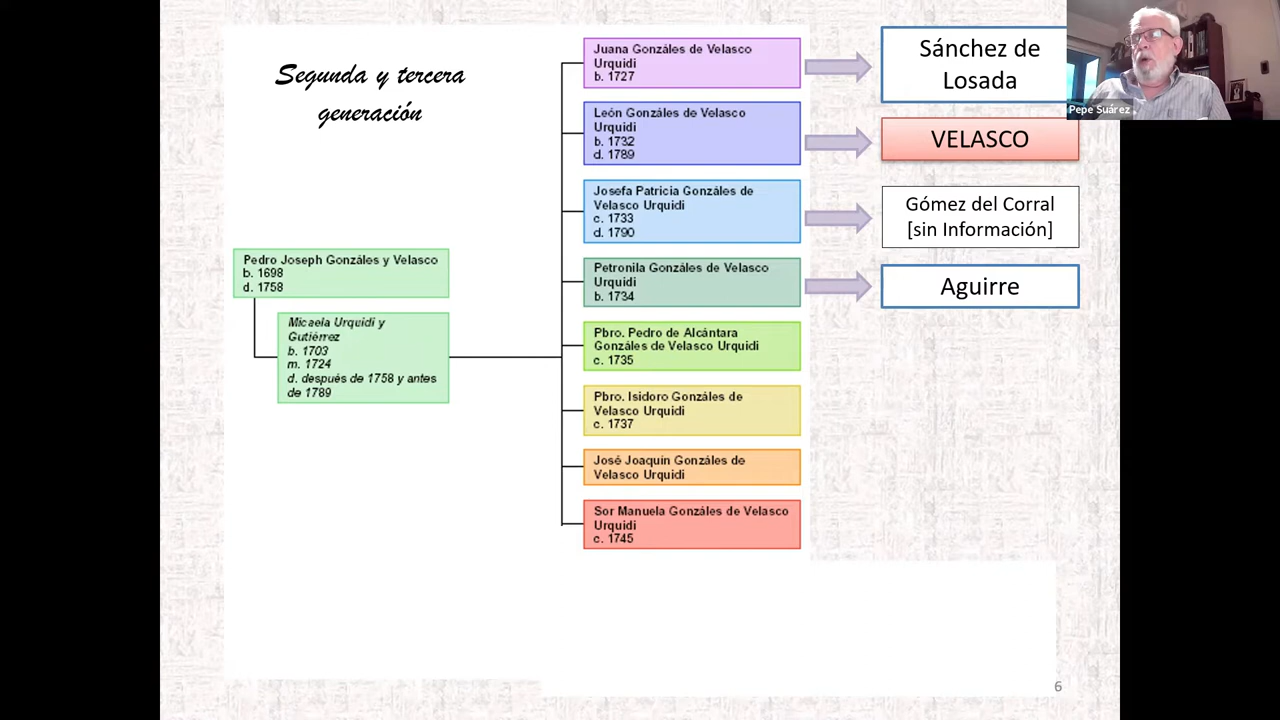 Segunda y tercera
generación
Pedro Joseph Gonzáles y Velasco
b. 1698
d. 1758
Micaela Urquidi y
Gutiérrez
b. 1703
m. 1724
d. después de 1758 y antes
de 1789
Juana Gonzáles de Velasco
Urquidi
b. 1727
León Gonzáles de Velasco
Urquidi
b. 1732
d. 1789
Josefa Patricia Gonzáles de
Velasco Urquidi
c. 1733
d. 1790
Petronila Gonzáles de Velasco
Urquidi
b. 1734
Pbro. Pedro de Alcántara
Gonzáles de Velasco Urquidi
c. 1735
Pbro. Isidoro Gonzáles de
Velasco Urquidi
c. 1737
José Joaquín Gonzáles de
Velasco Urquidi
Sor Manuela Gonzáles de Velasco
Urquidi
c. 1745
Sánchez de
Losada
VELASCO
Gómez del Corral
[sin Información]
Aguirre
Pepe Suárez
6